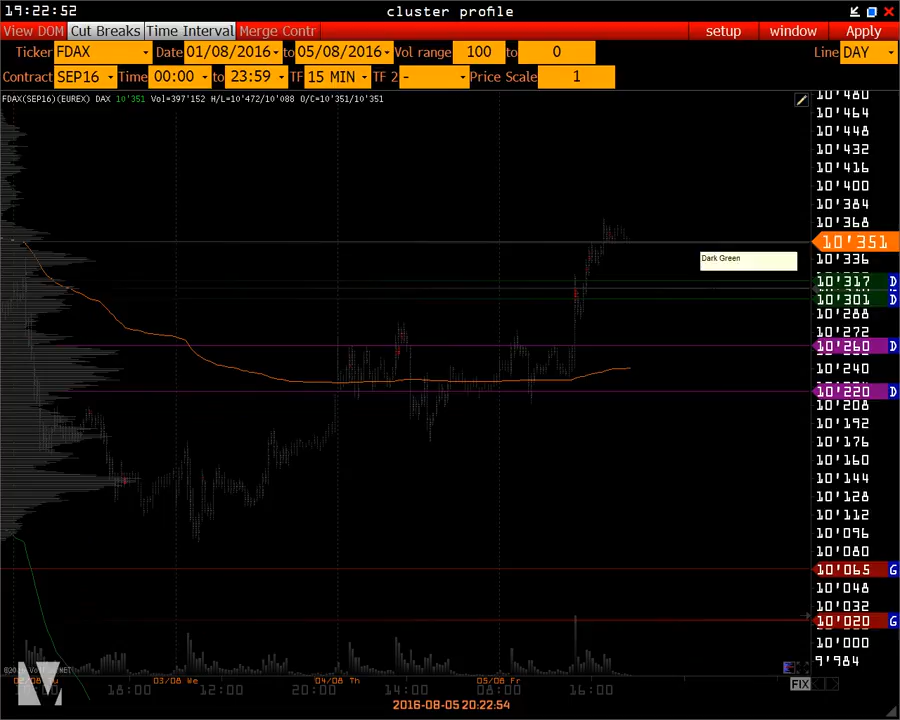 19:22:52 cluster profile
View DOM Cut Breaks Time Interval Merge Contr setup window Apply
Ticker FDAX Date 01/08/2016 to 05/08/2016 Vol range 100 to 0 Line DAY
Contract SEP16 Time 00:00 to 23:59 TF 15 MIN TF 2 - Price Scale 1
FDAX(SEP16)(EUREX) DAX 10'351 Vol=397'152 H/L=10'472/10'088 O/C=10'351/10'351
10'480
10'464
10'448
10'432
10'416
10'400
10'384
10'368
10'351
10'336
Dark Green
10'317 D
10'301 D
10'288
10'272
10'260 D
10'240
10'220 D
10'208
10'192
10'176
10'160
10'144
10'128
10'112
10'096
10'080
10'065 G
10'048
10'032
10'020 G
10'000
9'984
02/08 Tu 03/08 We 04/08 Th 05/08 Fr
18:00 12:00 20:00 14:00 08:00 16:00
FIX
2016-08-05 20:22:54